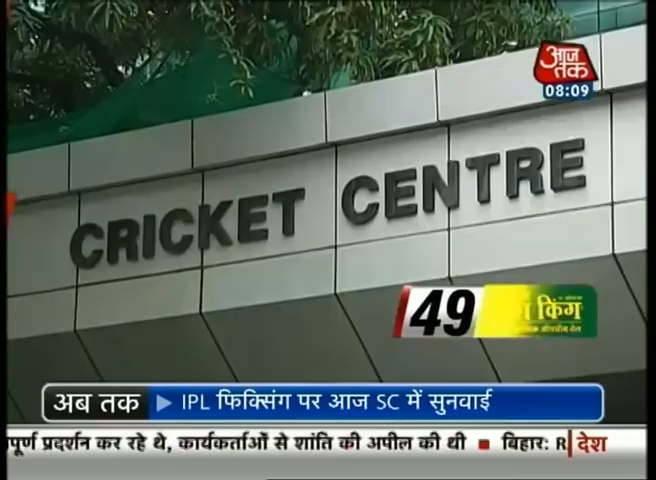 आज तक
08:09
CRICKET CENTRE
49
किंग
अब तक
IPL फिक्सिंग पर आज SC में सुनवाई
पूर्ण प्रदर्शन कर रहे थे, कार्यकर्ताओं से शांति की अपील की थी ■ बिहार: R देश